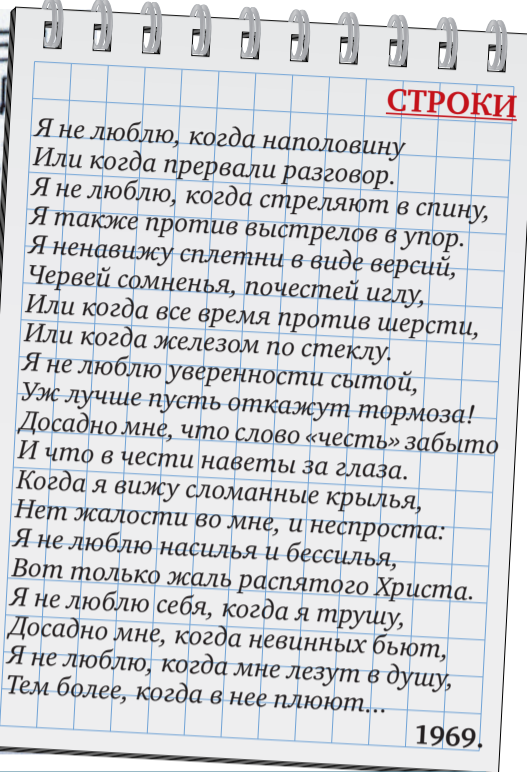 СТРОКИ
Я не люблю, когда наполовину
Или когда прервали разговор.
Я не люблю, когда стреляют в спину,
Я также против выстрелов в упор.
Я ненавижу сплетни в виде версий,
Червей сомненья, почестей иглу,
Или когда все время против шерсти,
Или когда железом по стеклу.
Я не люблю уверенности сытой,
Уж лучше пусть откажут тормоза!
Досадно мне, что слово «честь» забыто
И что в чести наветы за глаза.
Когда я вижу сломанные крылья,
Нет жалости во мне, и неспроста:
Я не люблю насилья и бессилья,
Вот только жаль распятого Христа.
Я не люблю себя, когда я трушу,
Досадно мне, когда невинных бьют,
Я не люблю, когда мне лезут в душу,
Тем более, когда в нее плюют...
1969.